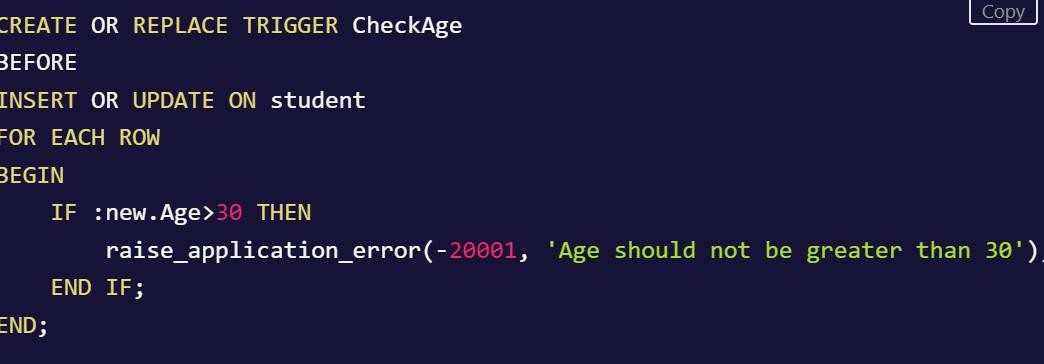 Copy
CREATE OR REPLACE TRIGGER CheckAge
BEFORE
INSERT OR UPDATE ON student
FOR EACH ROW
BEGIN
    IF :new.Age>30 THEN
        raise_application_error(-20001, 'Age should not be greater than 30');
    END IF;
END;